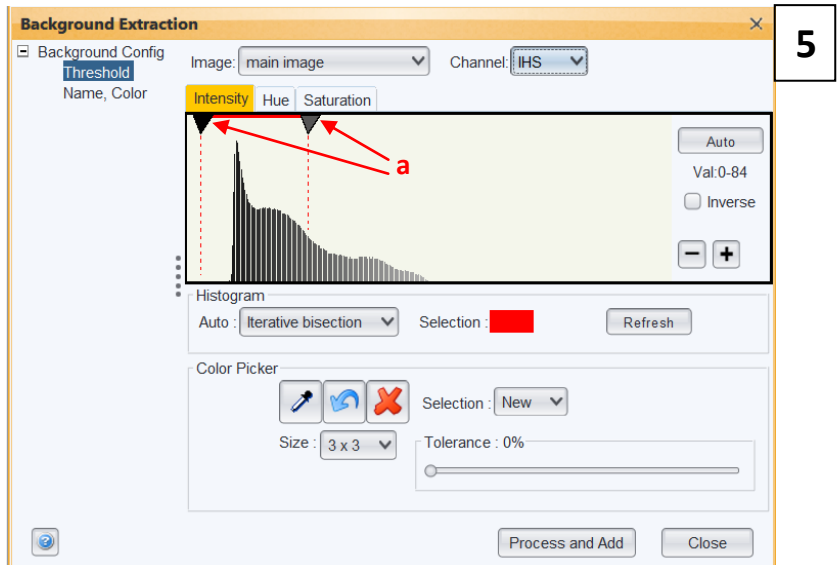 Background Extraction
5
Background Config
Threshold
Name, Color
Image: main image Channel: IHS
Intensity Hue Saturation
a
Auto
Val:0-84
Inverse
Histogram
Auto : Iterative bisection Selection : Refresh
Color Picker
Selection : New
Size : 3 x 3 Tolerance : 0%
Process and Add Close